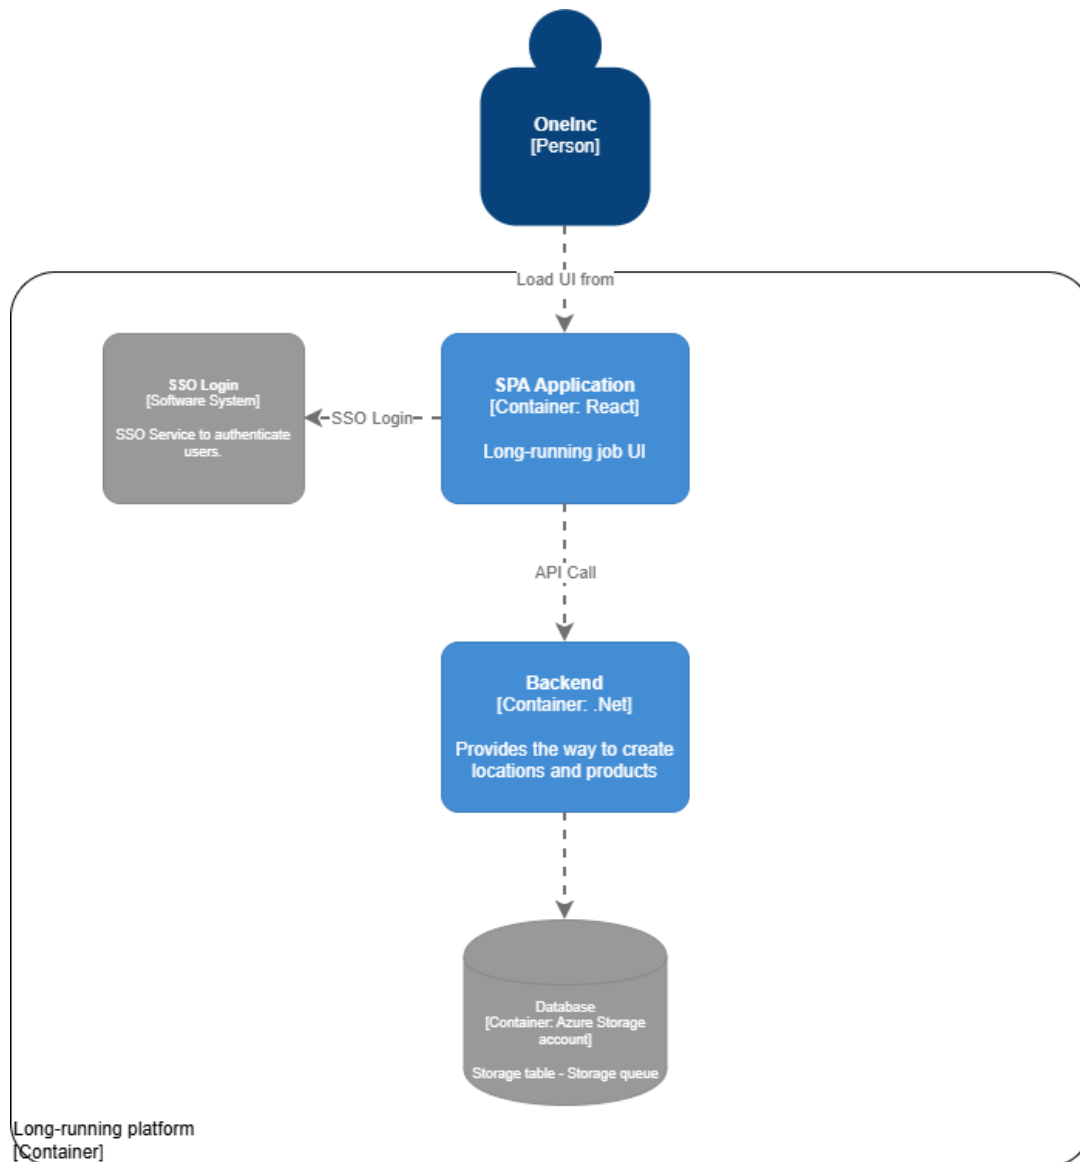 OneInc
[Person]
Load UI from
SSO Login
[Software System]
SSO Service to authenticate
users.
SSO Login
SPA Application
[Container: React]
Long-running job UI
API Call
Backend
[Container: .Net]
Provides the way to create
locations and products
Database
[Container: Azure Storage
account]
Storage table - Storage queue
Long-running platform
[Container]